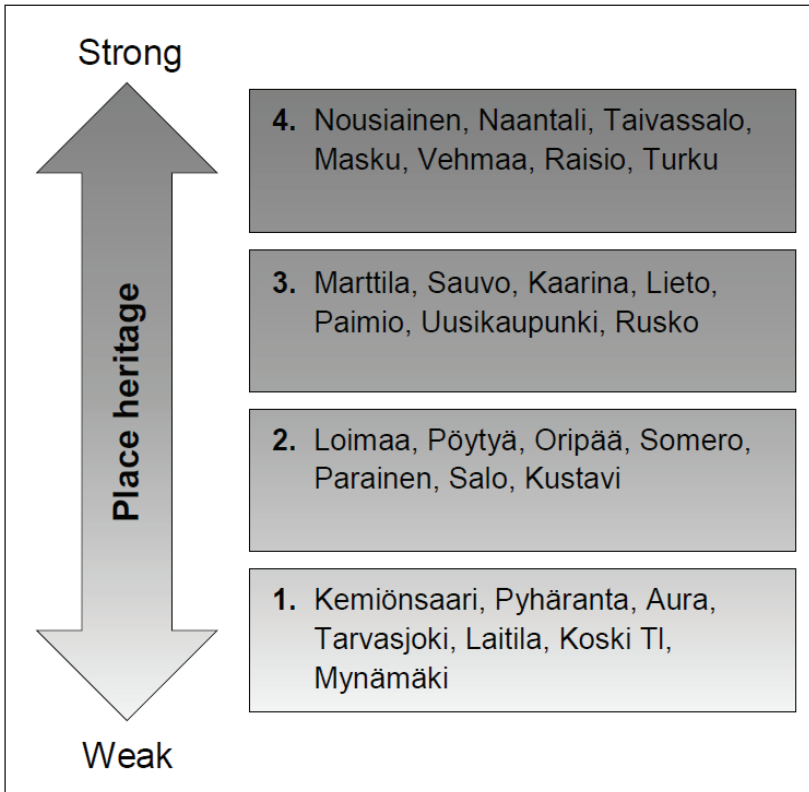 Strong
Place heritage
4. Nousiainen, Naantali, Taivassalo,
Masku, Vehmaa, Raisio, Turku
3. Marttila, Sauvo, Kaarina, Lieto,
Paimio, Uusikaupunki, Rusko
2. Loimaa, Pöytyä, Oripää, Somero,
Parainen, Salo, Kustavi
1. Kemiönsaari, Pyhäranta, Aura,
Tarvasjoki, Laitila, Koski Tl,
Mynämäki
Weak